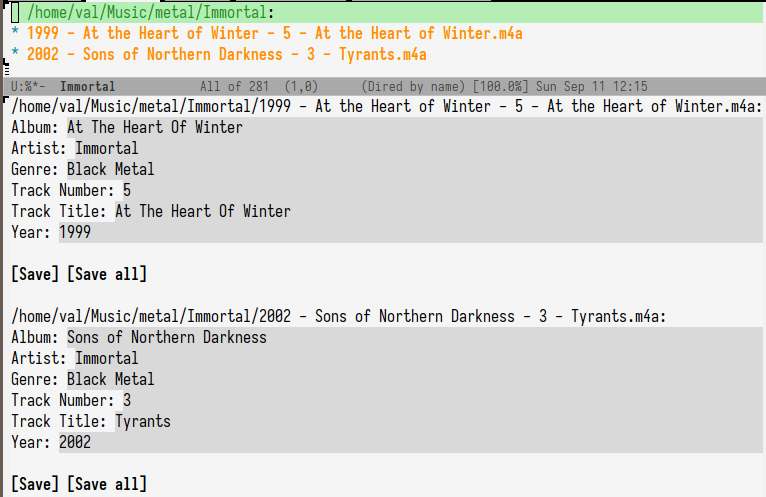 /home/val/Music/metal/Immortal:
* 1999 - At the Heart of Winter - 5 - At the Heart of Winter.m4a
* 2002 - Sons of Northern Darkness - 3 - Tyrants.m4a
U:%*- Immortal All of 281 (1,0) (Dired by name) [100.0%] Sun Sep 11 12:15
/home/val/Music/metal/Immortal/1999 - At the Heart of Winter - 5 - At the Heart of Winter.m4a:
Album: At The Heart Of Winter
Artist: Immortal
Genre: Black Metal
Track Number: 5
Track Title: At The Heart Of Winter
Year: 1999
[Save] [Save all]
/home/val/Music/metal/Immortal/2002 - Sons of Northern Darkness - 3 - Tyrants.m4a:
Album: Sons of Northern Darkness
Artist: Immortal
Genre: Black Metal
Track Number: 3
Track Title: Tyrants
Year: 2002
[Save] [Save all]